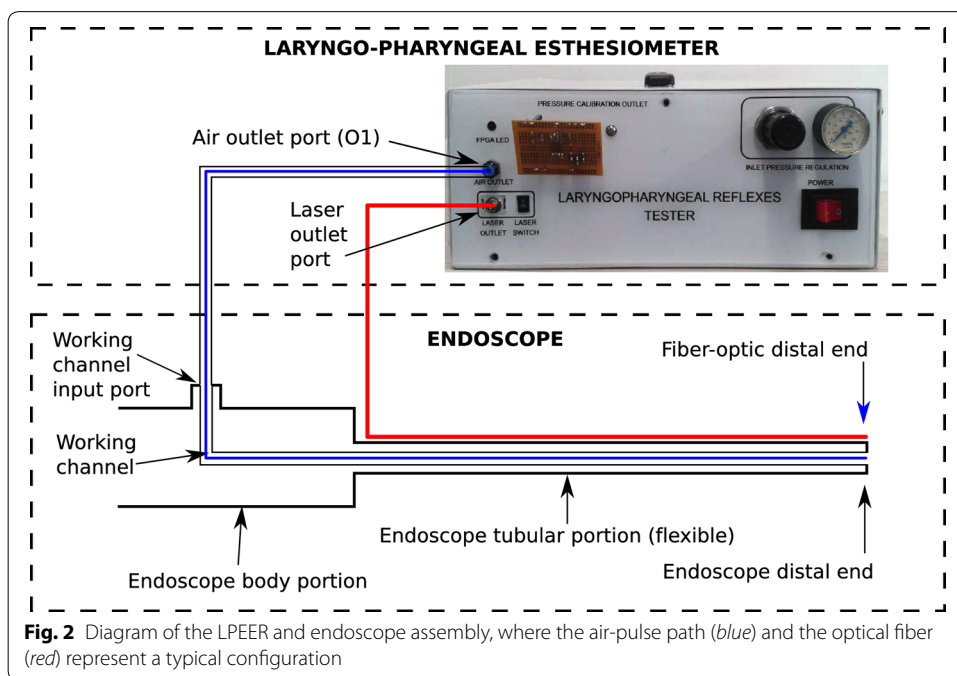 LARYNGO-PHARYNGEAL ESTHESIOMETER
PRESSURE CALIBRATION OUTLET
FPGA LED
Air outlet port (O1)
AIR OUTLET
INLET PRESSURE REGULATION
POWER
LARYNGOPHARYNGEAL REFLEXES
TESTER
Laser
outlet
port
LASER
OUTLET
LASER
SWITCH
ENDOSCOPE
Working
channel
input port
Fiber-optic distal end
Working
channel
Endoscope tubular portion (flexible)
Endoscope body portion
Endoscope distal end
Fig. 2 Diagram of the LPEER and endoscope assembly, where the air-pulse path (blue) and the optical fiber
(red) represent a typical configuration